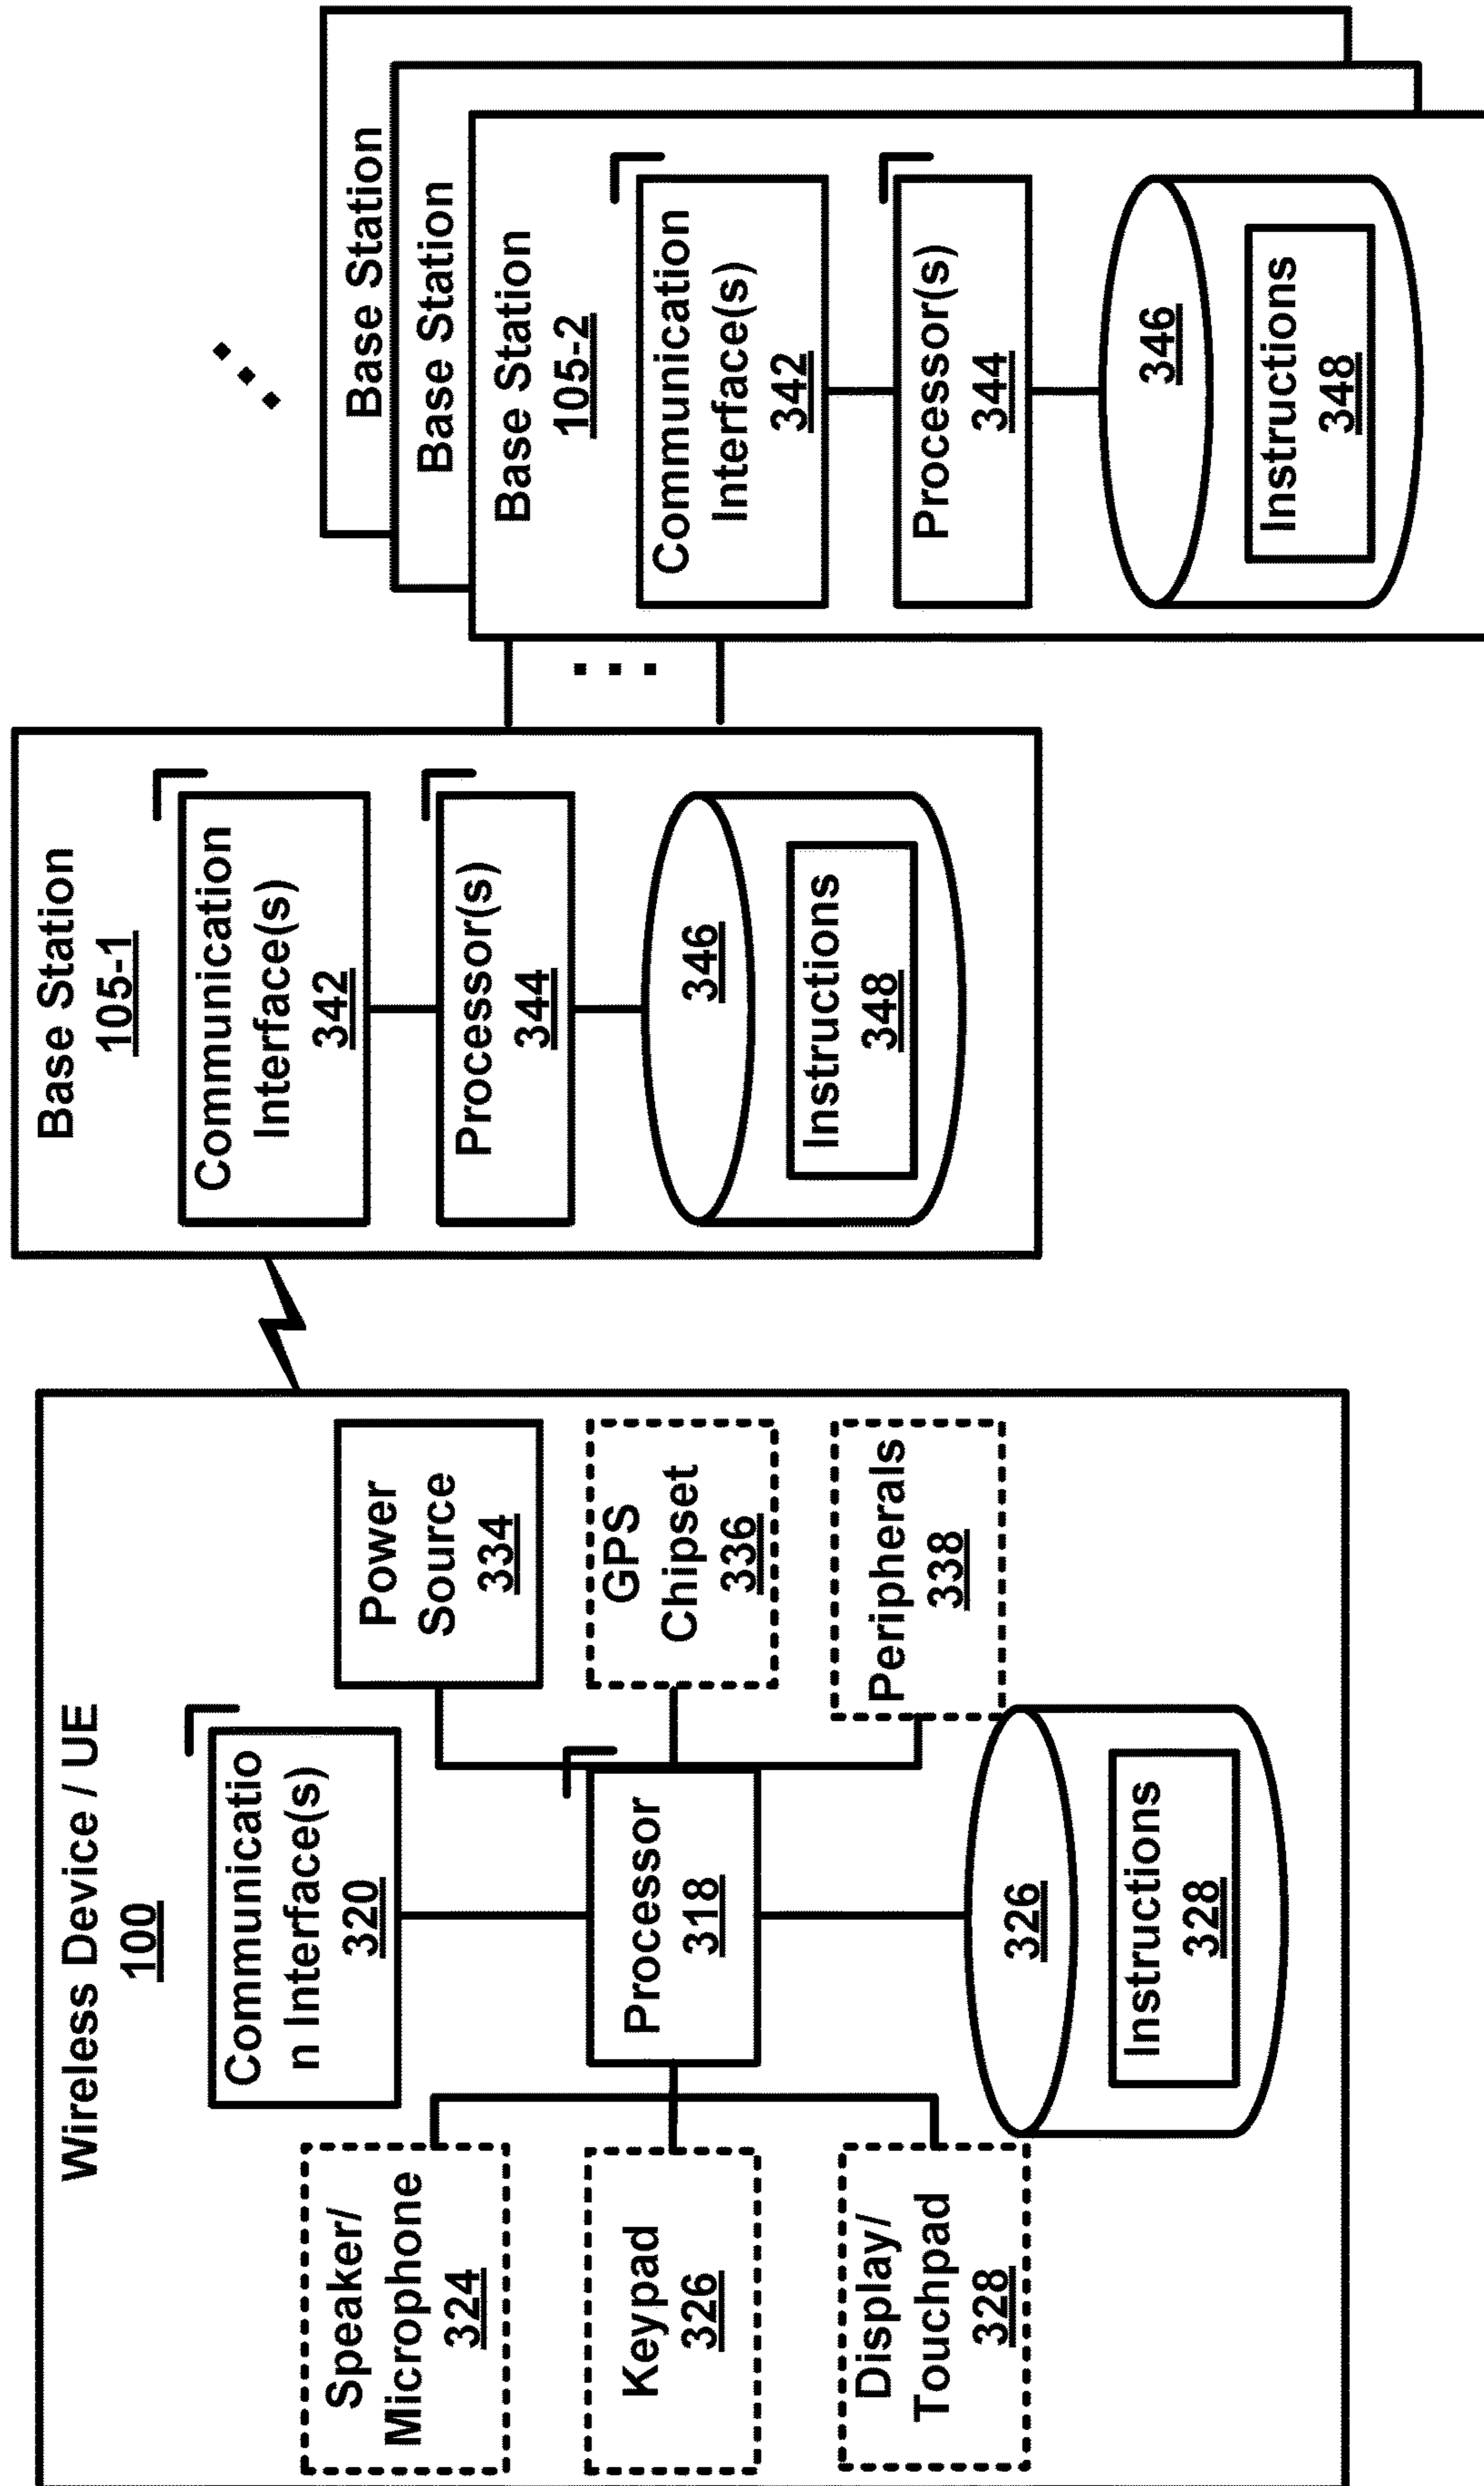 Wireless Device / UE
100
Communicatio
n Interface(s)
320
Speaker/
Microphone
324
Power
Source
334
Keypad
326
Processor
318
GPS
Chipset
336
Display/
Touchpad
328
Peripherals
338
326
Instructions
328
Base Station
105-1
Communication
Interface(s)
342
Processor(s)
344
346
Instructions
348
Base Station
Base Station
Base Station
105-2
Communication
Interface(s)
342
Processor(s)
344
346
Instructions
348